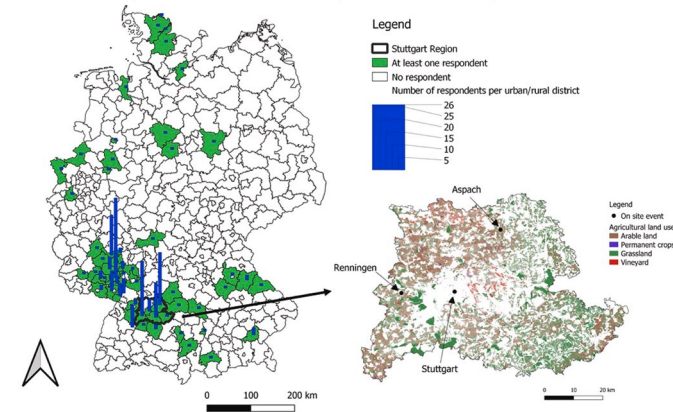 Legend
Stuttgart Region
At least one respondent
No respondent
Number of respondents per urban/rural district
26
25
20
15
10
5
Aspach
Renningen
Stuttgart
Legend
On site event
Agricultural land use
Arable land
Permanent crops
Grassland
Vineyard
0 100 200 km
0 10 20 km